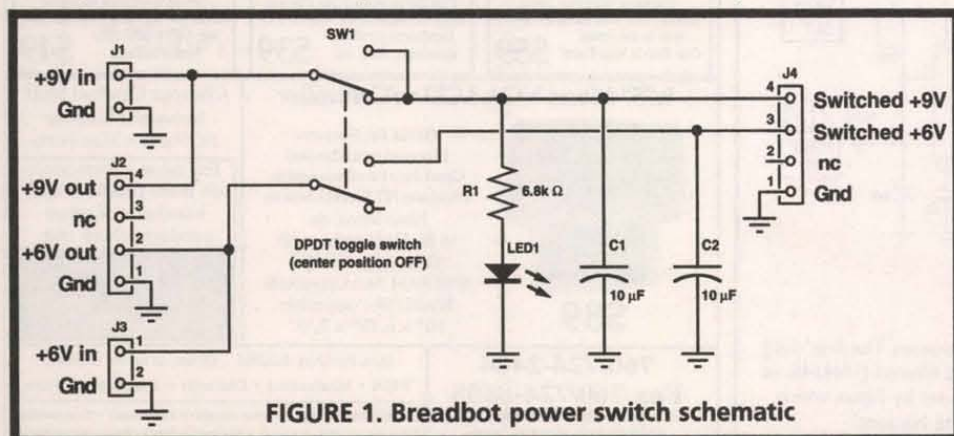 SW1
J1
+9V in
Gnd
J2
+9V out
4
nc
3
+6V out
2
Gnd
1
J3
+6V in
1
Gnd
2
DPDT toggle switch
(center position OFF)
R1
6.8k Ω
LED1
C1
10 µF
C2
10 µF
J4
4
Switched +9V
3
Switched +6V
2
nc
1
Gnd
FIGURE 1. Breadbot power switch schematic